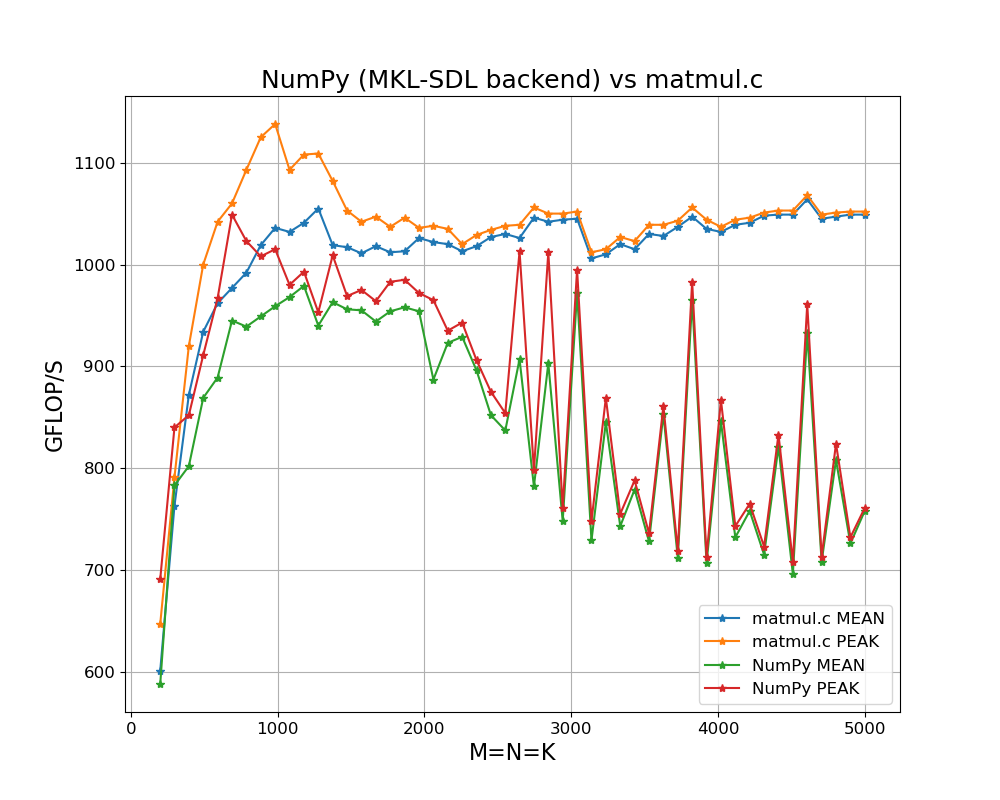 NumPy (MKL-SDL backend) vs matmul.c
GFLOP/S
1100
1000
900
800
700
600
matmul.c MEAN
matmul.c PEAK
NumPy MEAN
NumPy PEAK
0 1000 2000 3000 4000 5000
M=N=K